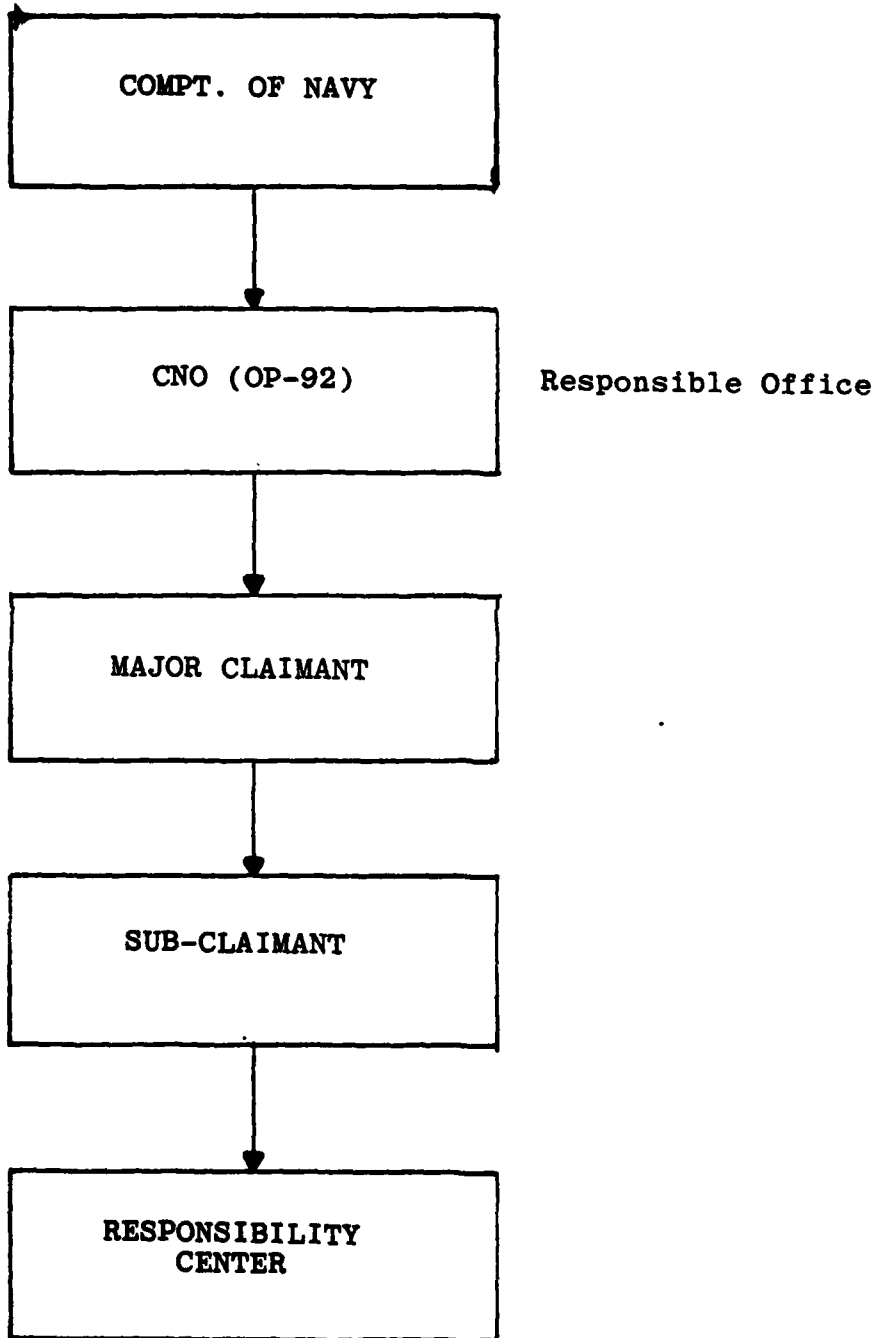 COMPT. OF NAVY
CNO (OP-92)
Responsible Office
MAJOR CLAIMANT
SUB-CLAIMANT
RESPONSIBILITY
CENTER